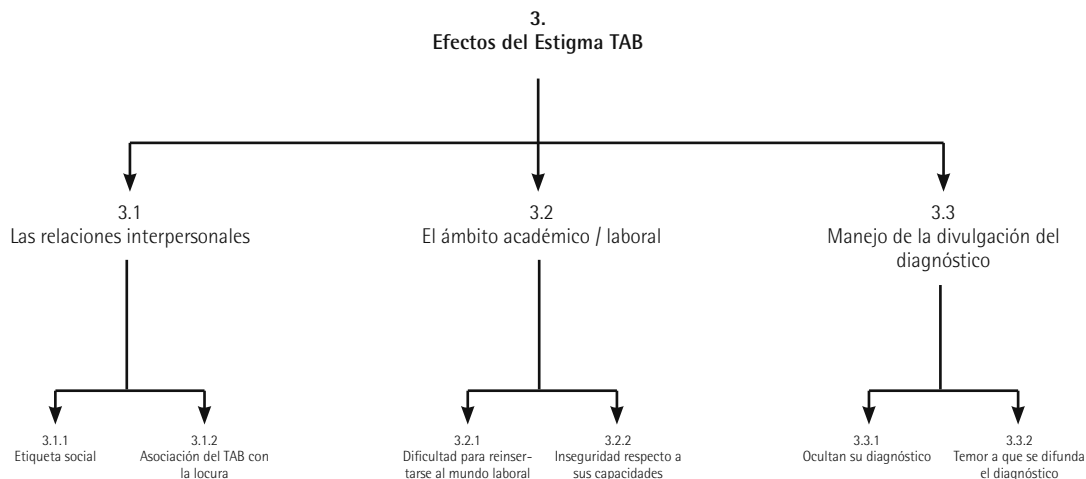 3.
Efectos del Estigma TAB
3.1
Las relaciones interpersonales
3.2
El ámbito académico / laboral
3.3
Manejo de la divulgación del
diagnóstico
3.1.1
Etiqueta social
3.1.2
Asociación del TAB con
la locura
3.2.1
Dificultad para reinser-
tarse al mundo laboral
3.2.2
Inseguridad respecto a
sus capacidades
3.3.1
Ocultan su diagnóstico
3.3.2
Temor a que se difunda
el diagnóstico